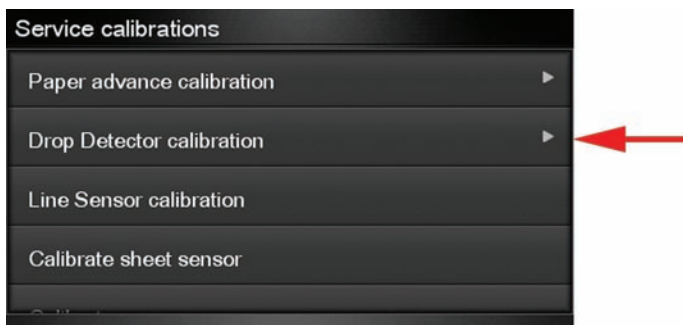 Service calibrations
Paper advance calibration
Drop Detector calibration
Line Sensor calibration
Calibrate sheet sensor